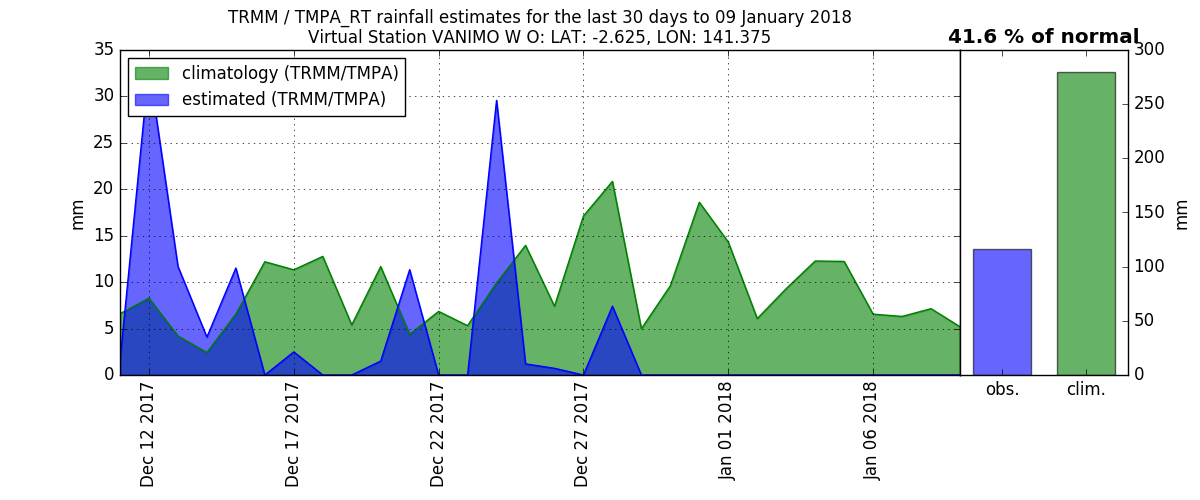 TRMM / TMPA_RT rainfall estimates for the last 30 days to 09 January 2018
Virtual Station VANIMO W O: LAT: -2.625, LON: 141.375
41.6 % of normal
climatology (TRMM/TMPA)
estimated (TRMM/TMPA)
35
30
25
20
15
10
5
0
mm
Dec 12 2017
Dec 17 2017
Dec 22 2017
Dec 27 2017
Jan 01 2018
Jan 06 2018
obs.
clim.
300
250
200
150
100
50
0
mm